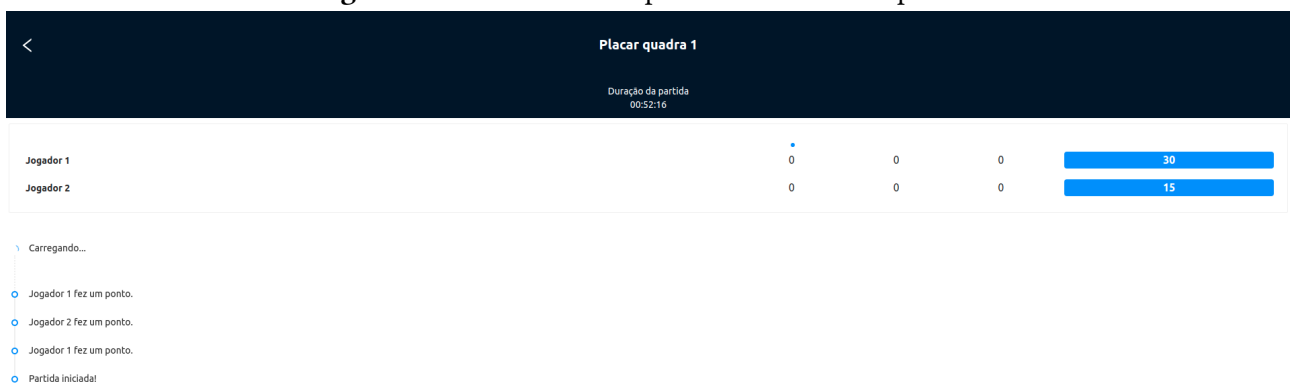 Placar quadra 1
Duração da partida
00:52:16
Jogador 1 0 0 0 30
Jogador 2 0 0 0 15
Carregando...
Jogador 1 fez um ponto.
Jogador 2 fez um ponto.
Jogador 1 fez um ponto.
Partida iniciada!